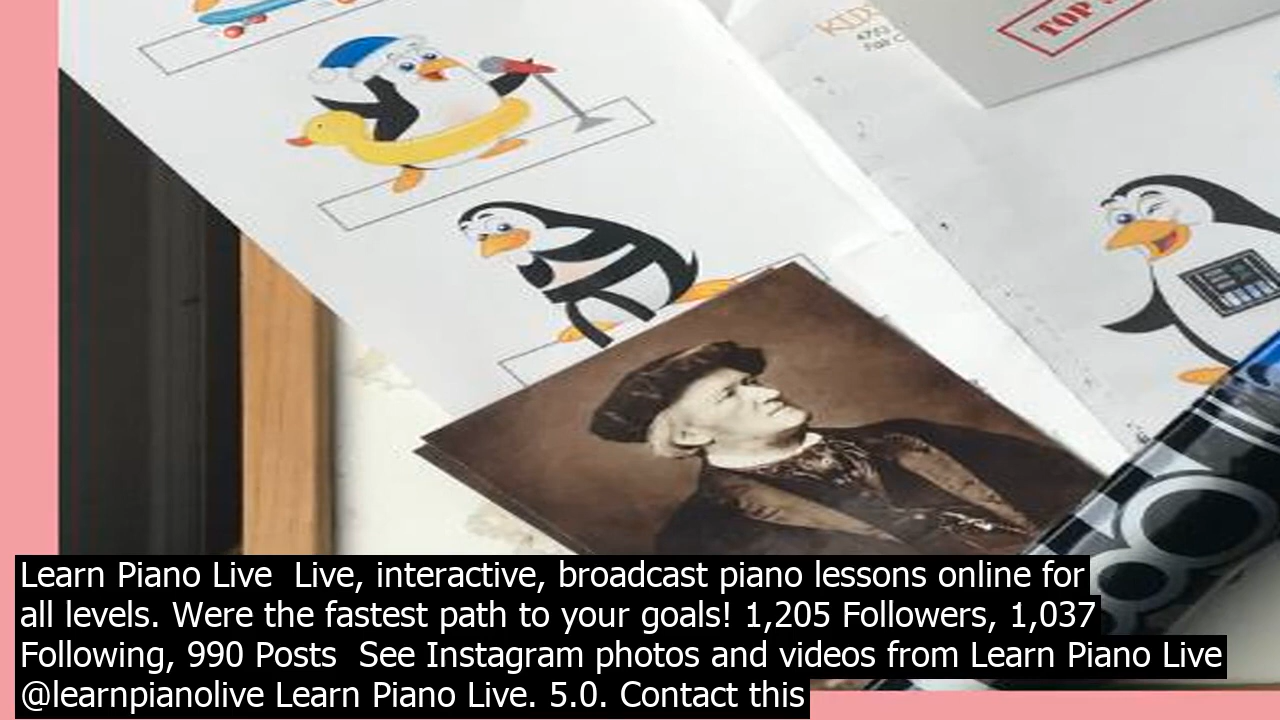 TOP
Learn Piano Live  Live, interactive, broadcast piano lessons online for
all levels. Were the fastest path to your goals! 1,205 Followers, 1,037
Following, 990 Posts  See Instagram photos and videos from Learn Piano Live
@learnpianolive Learn Piano Live. 5.0. Contact this